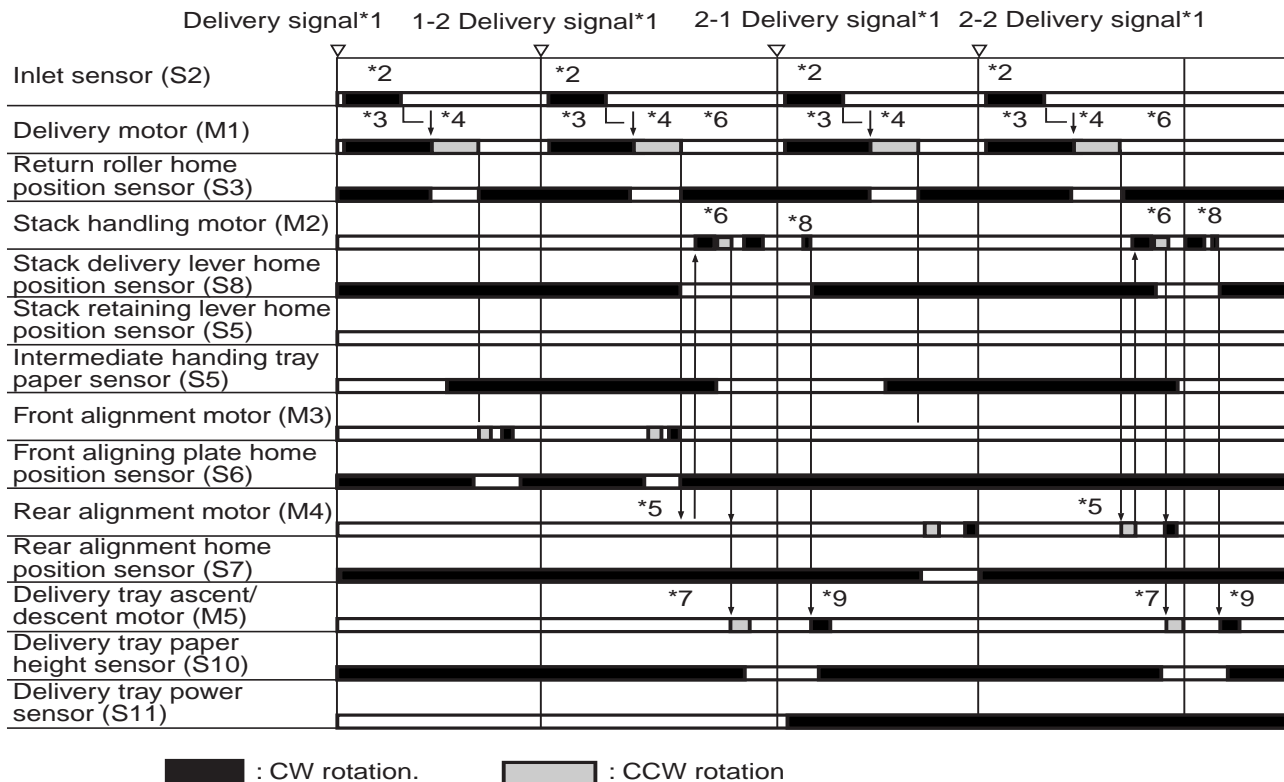 Delivery signal*1 1-2 Delivery signal*1 2-1 Delivery signal*1 2-2 Delivery signal*1
Inlet sensor (S2) *2 *2 *2 *2
Delivery motor (M1) *3 *4 *3 *4 *6 *3 *4 *3 *4 *6
Return roller home
position sensor (S3)
Stack handling motor (M2) *6 *8 *6 *8
Stack delivery lever home
position sensor (S8)
Stack retaining lever home
position sensor (S5)
Intermediate handing tray
paper sensor (S5)
Front alignment motor (M3)
Front aligning plate home
position sensor (S6)
Rear alignment motor (M4) *5 *5
Rear alignment home
position sensor (S7)
Delivery tray ascent/
descent motor (M5) *7 *9 *7 *9
Delivery tray paper
height sensor (S10)
Delivery tray power
sensor (S11)
: CW rotation. : CCW rotation